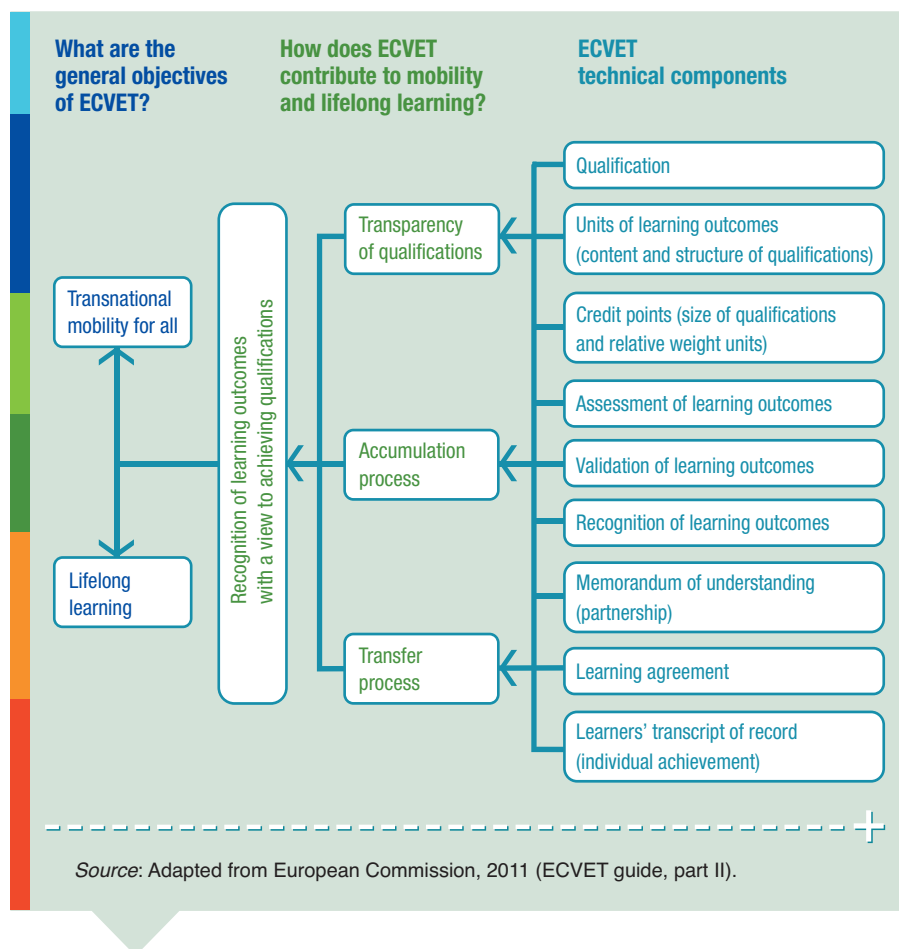 What are the
general objectives
of ECVET?
How does ECVET
contribute to mobility
and lifelong learning?
ECVET
technical components
Transnational
mobility for all
Lifelong
learning
Recognition of learning outcomes
with a view to achieving qualifications
Transparency
of qualifications
Accumulation
process
Transfer
process
Qualification
Units of learning outcomes
(content and structure of qualifications)
Credit points (size of qualifications
and relative weight units)
Assessment of learning outcomes
Validation of learning outcomes
Recognition of learning outcomes
Memorandum of understanding
(partnership)
Learning agreement
Learners’ transcript of record
(individual achievement)
Source: Adapted from European Commission, 2011 (ECVET guide, part II).